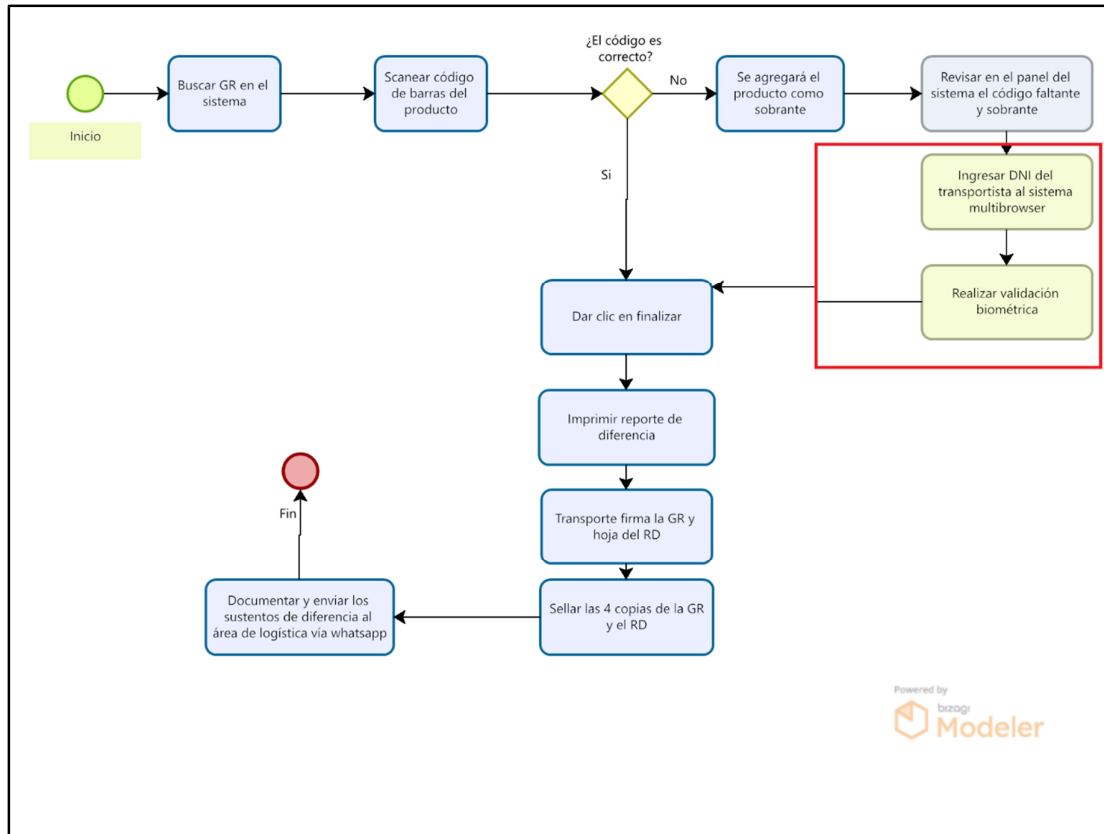 ¿El código es
correcto?
Buscar GR en el
sistema
Scanear código
de barras del
producto
No
Se agregará el
producto como
sobrante
Revisar en el panel del
sistema el código faltante
y sobrante
Inicio
Si
Ingresar DNI del
transportista al sistema
multibrowser
Realizar validación
biométrica
Dar clic en finalizar
Imprimir reporte de
diferencia
Fin
Transporte firma la GR y
hoja del RD
Documentar y enviar los
sustentos de diferencia al
área de logística vía whatsapp
Sellar las 4 copias de la GR
y el RD
Powered by
bizagi
Modeler